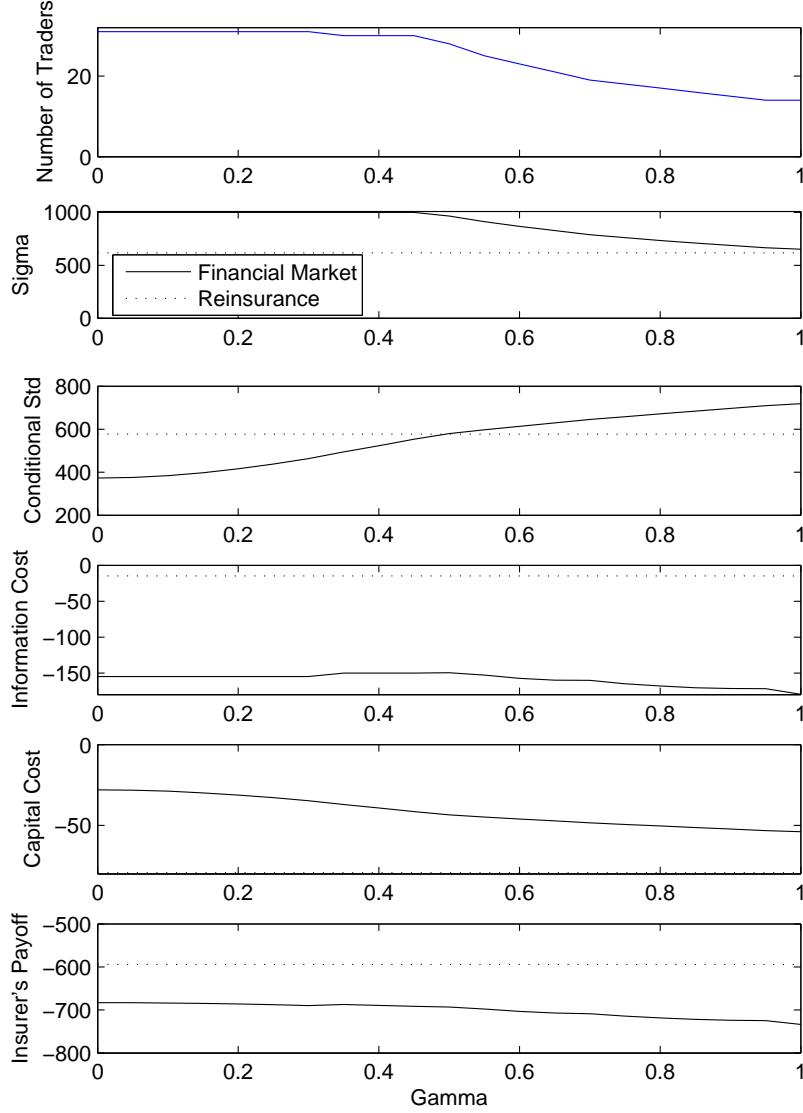 Number of Traders
20
0
0 0.2 0.4 0.6 0.8 1
Sigma
1000
500
0
Financial Market
Reinsurance
0 0.2 0.4 0.6 0.8 1
Conditional Std
800
600
400
200
0 0.2 0.4 0.6 0.8 1
Information Cost
0
−50
−100
−150
0 0.2 0.4 0.6 0.8 1
Capital Cost
0
−50
0 0.2 0.4 0.6 0.8 1
Insurer's Payoff
−500
−600
−700
−800
0 0.2 0.4 0.6 0.8 1
Gamma